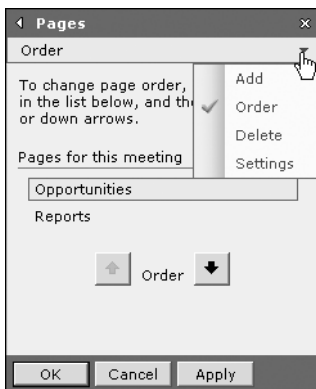 Pages
Order
To change page order,
in the list below, and th
or down arrows.
Add
Order
Delete
Settings
Pages for this meeting
Opportunities
Reports
Order
OK Cancel Apply